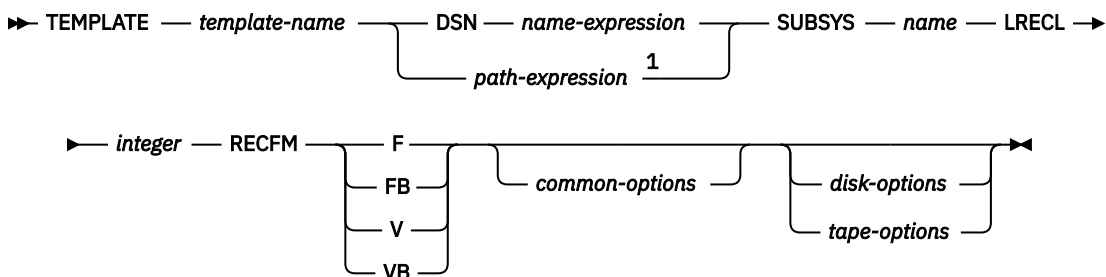 TEMPLATE template-name DSN name-expression SUBSYS name LRECL
path-expression 1
integer RECFM F
FB common-options disk-options
V tape-options
VB